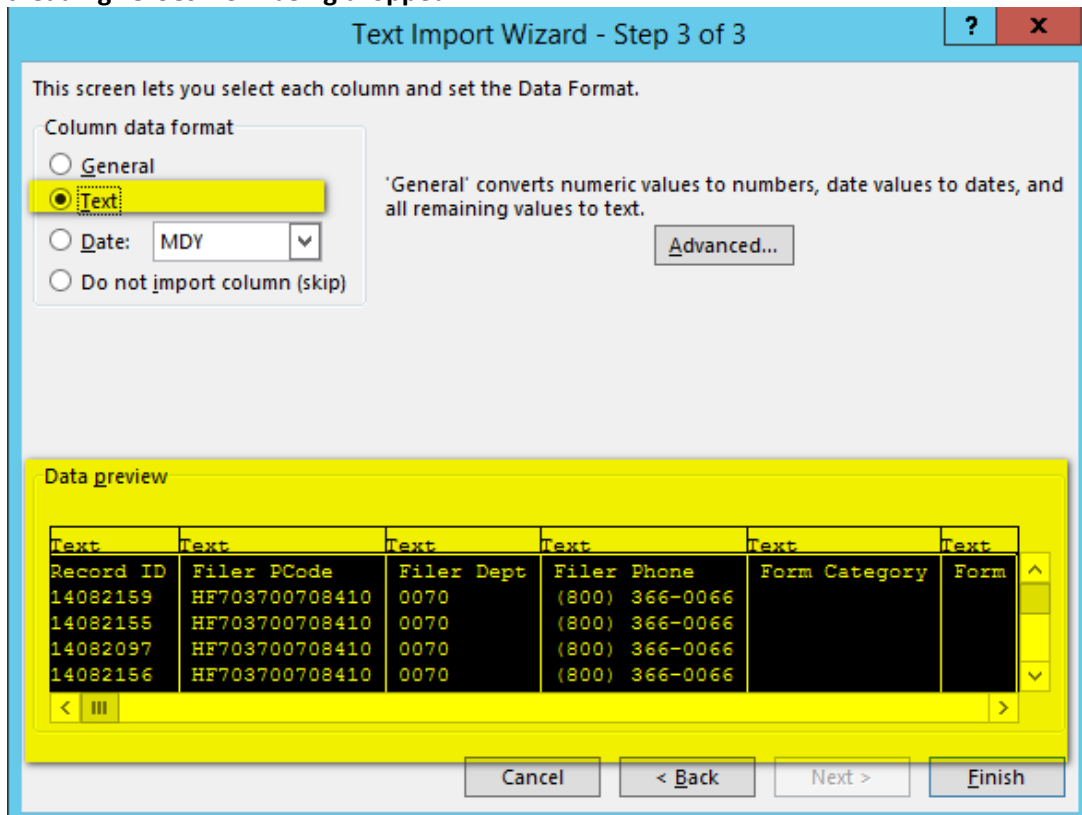 Text Import Wizard - Step 3 of 3
? x
This screen lets you select each column and set the Data Format.
Column data format
General
Text
Date: MDY
Do not import column (skip)
'General' converts numeric values to numbers, date values to dates, and
all remaining values to text.
Advanced...
Data preview
Text Text Text Text Text Text
Record ID Filer PCode Filer Dept Filer Phone Form Category Form
14082159 HF703700708410 0070 (800) 366-0066
14082155 HF703700708410 0070 (800) 366-0066
14082097 HF703700708410 0070 (800) 366-0066
14082156 HF703700708410 0070 (800) 366-0066
Cancel < Back Next > Finish